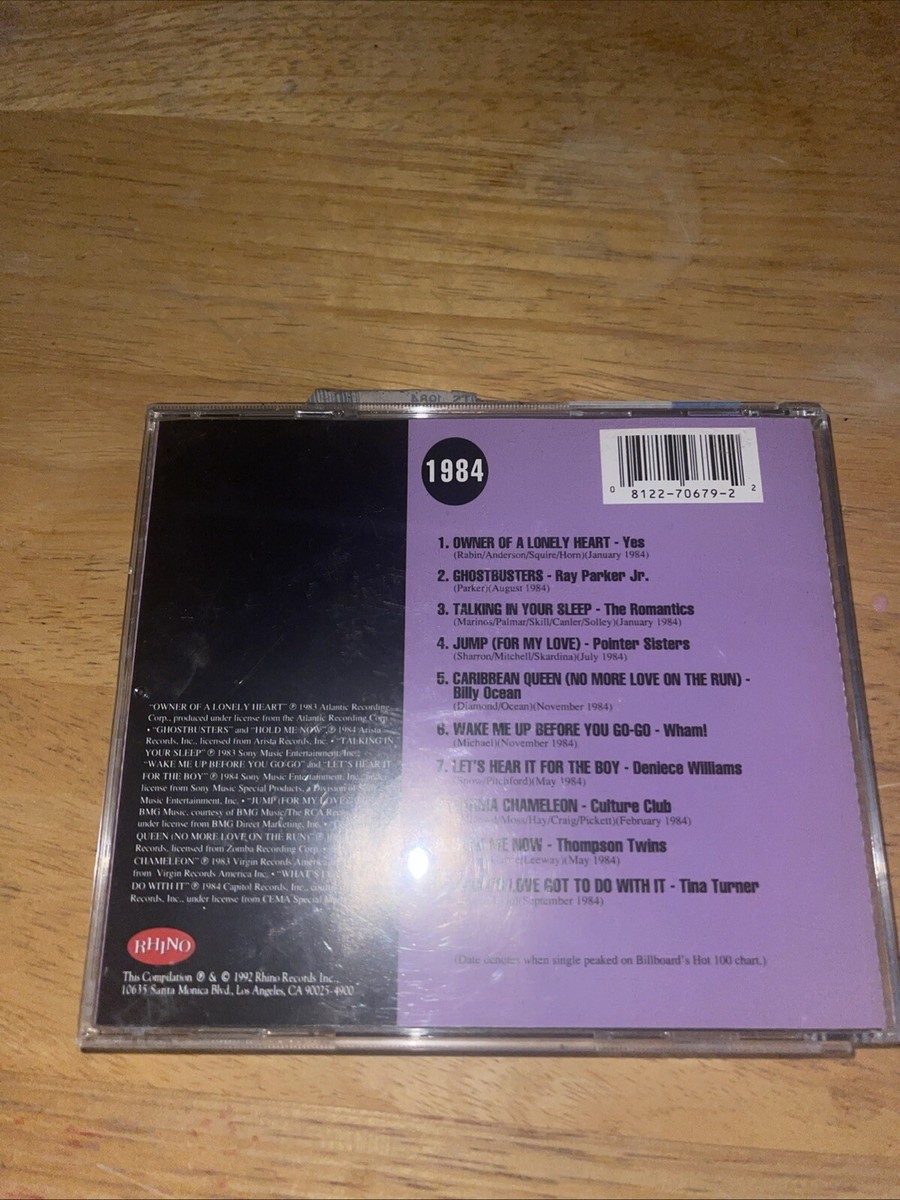 1984
0 8122-70679-2 2
1. OWNER OF A LONELY HEART - Yes
(Rabin/Anderson/Squire/Horn)(January 1984)
2. GHOSTBUSTERS - Ray Parker Jr.
(Parker)(August 1984)
3. TALKING IN YOUR SLEEP - The Romantics
(Marinos/Palmar/Skill/Canler/Solley)(January 1984)
4. JUMP (FOR MY LOVE) - Pointer Sisters
(Sharron/Mitchell/Skardina)(July 1984)
5. CARIBBEAN QUEEN (NO MORE LOVE ON THE RUN) -
Billy Ocean
(Diamond/Ocean)(November 1984)
6. WAKE ME UP BEFORE YOU GO-GO - Wham!
(Michael)(November 1984)
7. LET'S HEAR IT FOR THE BOY - Deniece Williams
(May 1984)
CHAMELEON - Culture Club
/Moss/Hay/Craig/Pickett)(February 1984)
ME NOW - Thompson Twins
/Leeway)(May 1984)
LOVE GOT TO DO WITH IT - Tina Turner
(September 1984)
(Date denotes when single peaked on Billboard's Hot 100 chart.)
"OWNER OF A LONELY HEART" ℗ 1983 Atlantic Recording
Corp., produced under license from the Atlantic Recording Corp.
• "GHOSTBUSTERS" and "HOLD ME NOW" ℗ 1984 Arista
Records, Inc., licensed from Arista Records, Inc. • "TALKING IN
YOUR SLEEP" ℗ 1983 Sony Music Entertainment, Inc.,
"WAKE ME UP BEFORE YOU GO-GO" and "LET'S HEAR IT
FOR THE BOY" ℗ 1984 Sony Music Entertainment, Inc., under
license from Sony Music Special Products, a Division of
Music Entertainment, Inc. • "JUMP (FOR MY LOVE
BMG Music, courtesy of BMG Music/The RCA
under license from BMG Direct Marketing, Inc. •
QUEEN (NO MORE LOVE ON THE RUN)" ℗
Records, licensed from Zomba Recording Corp.
CHAMELEON" ℗ 1983 Virgin Records America
from Virgin Records America Inc. • "WHAT'S
DO WITH IT" ℗ 1984 Capitol Records, Inc.,
Records, Inc., under license from CEMA Special
RHINO
This Compilation ℗ & © 1992 Rhino Records Inc.,
10635 Santa Monica Blvd., Los Angeles, CA 90025-4900